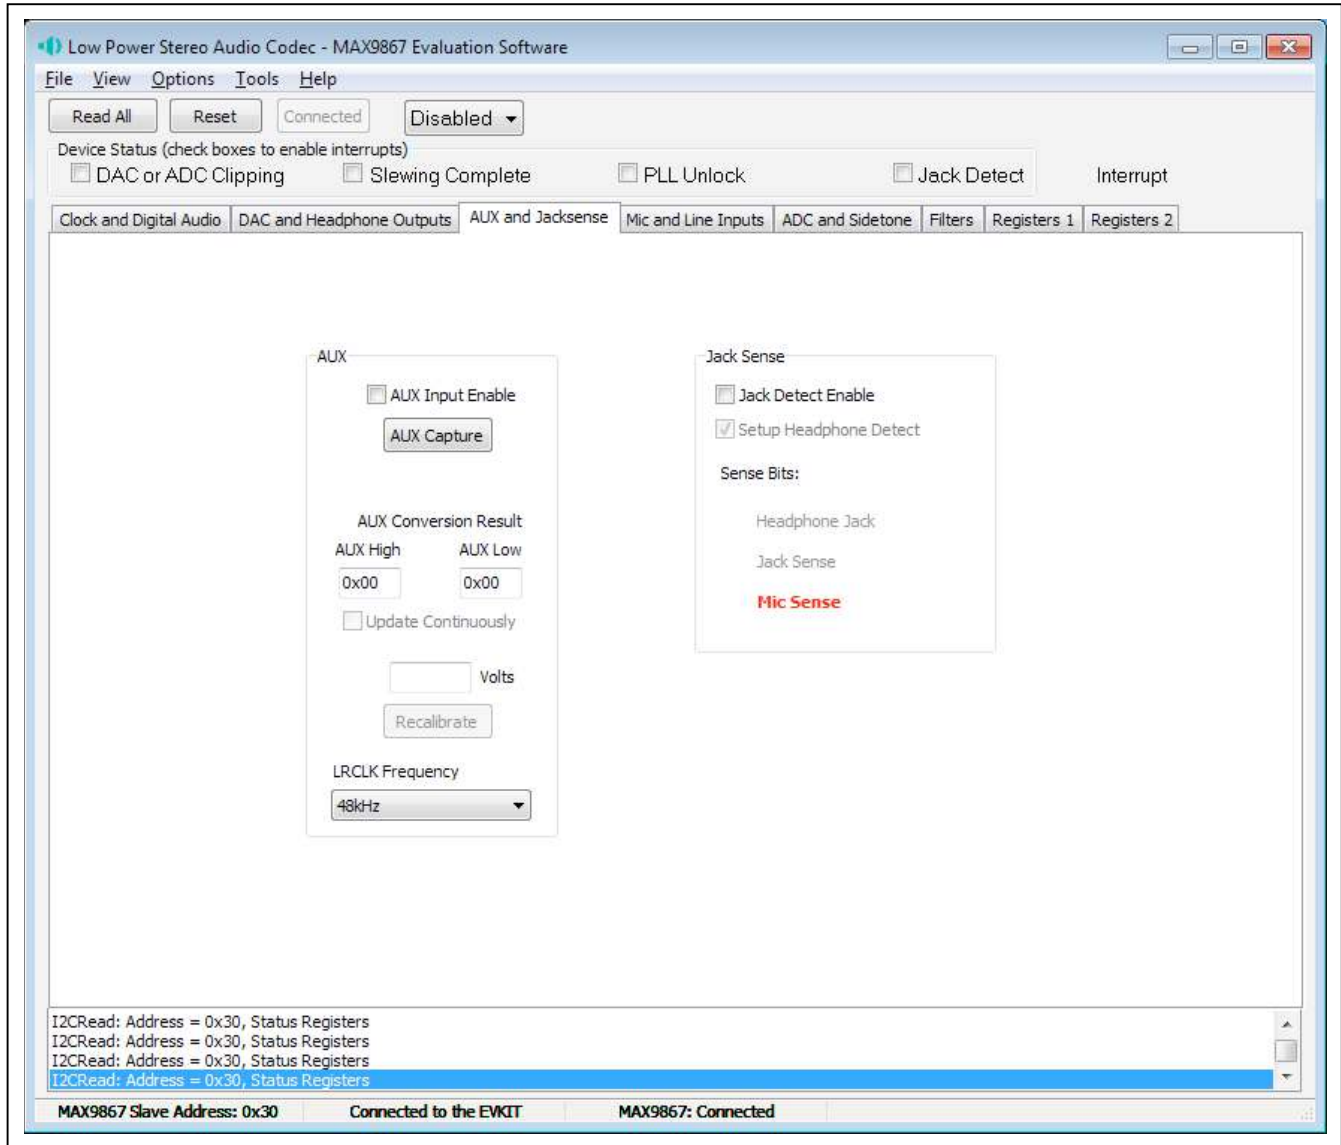 Low Power Stereo Audio Codec - MAX9867 Evaluation Software
File View Options Tools Help
Read All Reset Connected Disabled
Device Status (check boxes to enable interrupts)
DAC or ADC Clipping Slewing Complete PLL Unlock Jack Detect Interrupt
Clock and Digital Audio DAC and Headphone Outputs AUX and Jacksense Mic and Line Inputs ADC and Sidetone Filters Registers 1 Registers 2
AUX
AUX Input Enable
AUX Capture
AUX Conversion Result
AUX High AUX Low
0x00 0x00
Update Continuously
Volts
Recalibrate
LRCLK Frequency
48kHz
Jack Sense
Jack Detect Enable
Setup Headphone Detect
Sense Bits:
Headphone Jack
Jack Sense
Mic Sense
I2CRead: Address = 0x30, Status Registers
I2CRead: Address = 0x30, Status Registers
I2CRead: Address = 0x30, Status Registers
I2CRead: Address = 0x30, Status Registers
MAX9867 Slave Address: 0x30 Connected to the EVKIT MAX9867: Connected